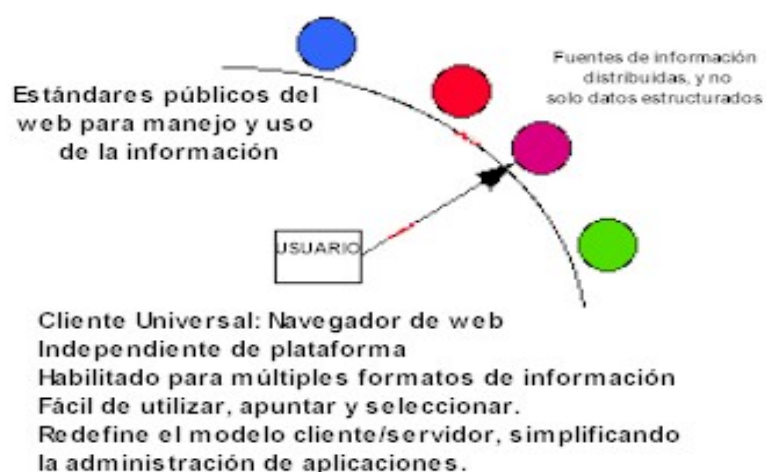 Fuentes de información
distribuidas, y no
solo datos estructurados
Estándares públicos del
web para manejo y uso
de la información
USUARIO
Cliente Universal: Navegador de web
Independiente de plataforma
Habilitado para múltiples formatos de información
Fácil de utilizar, apuntar y seleccionar.
Redefine el modelo cliente/servidor, simplificando
la administración de aplicaciones.